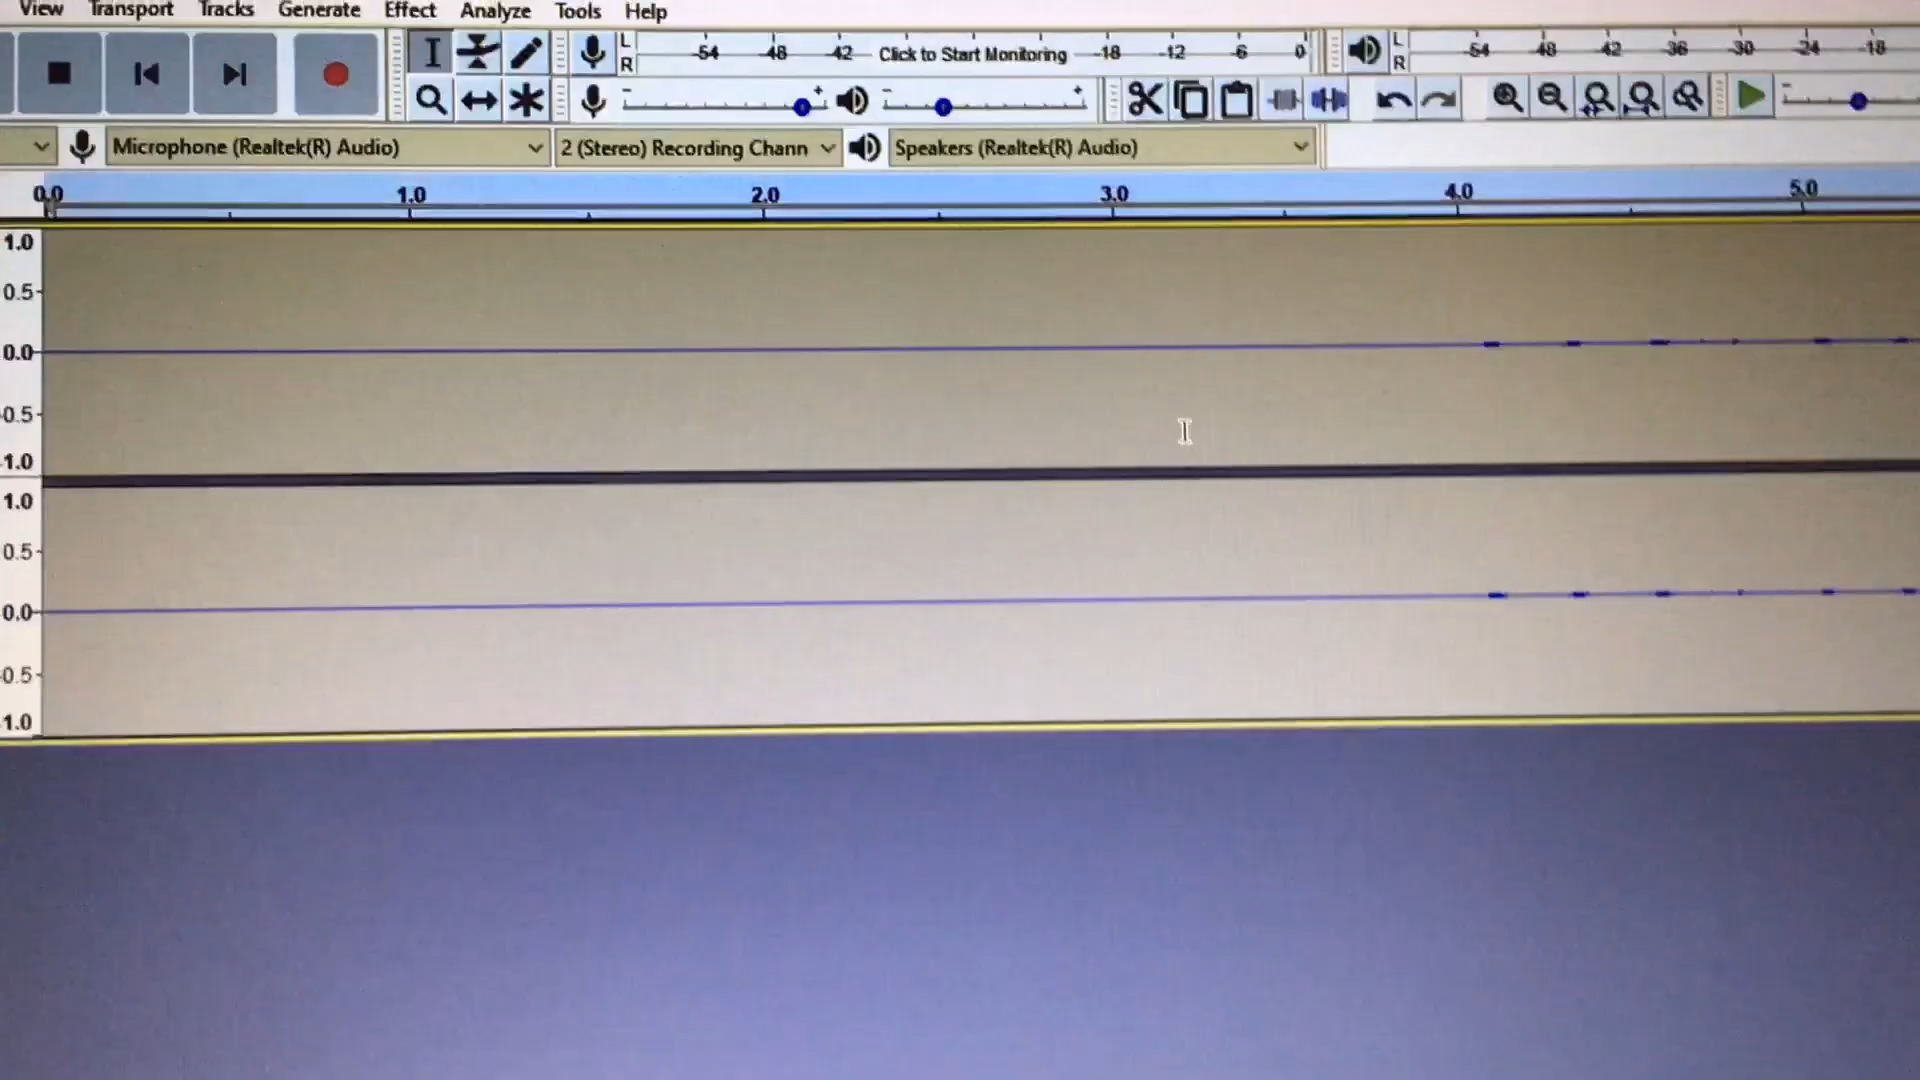 View Transport Tracks Generate Effect Analyze Tools Help
L
R
-54 -48 -42 Click to Start Monitoring -18 -12 -6 0
L
R
-54 -48 -42 -36 -30 -24 -18
- +
- +
-
Microphone (Realtek(R) Audio)
2 (Stereo) Recording Chann
Speakers (Realtek(R) Audio)
0.0 1.0 2.0 3.0 4.0 5.0
1.0
0.5
0.0
0.5
1.0
1.0
0.5
0.0
0.5
1.0